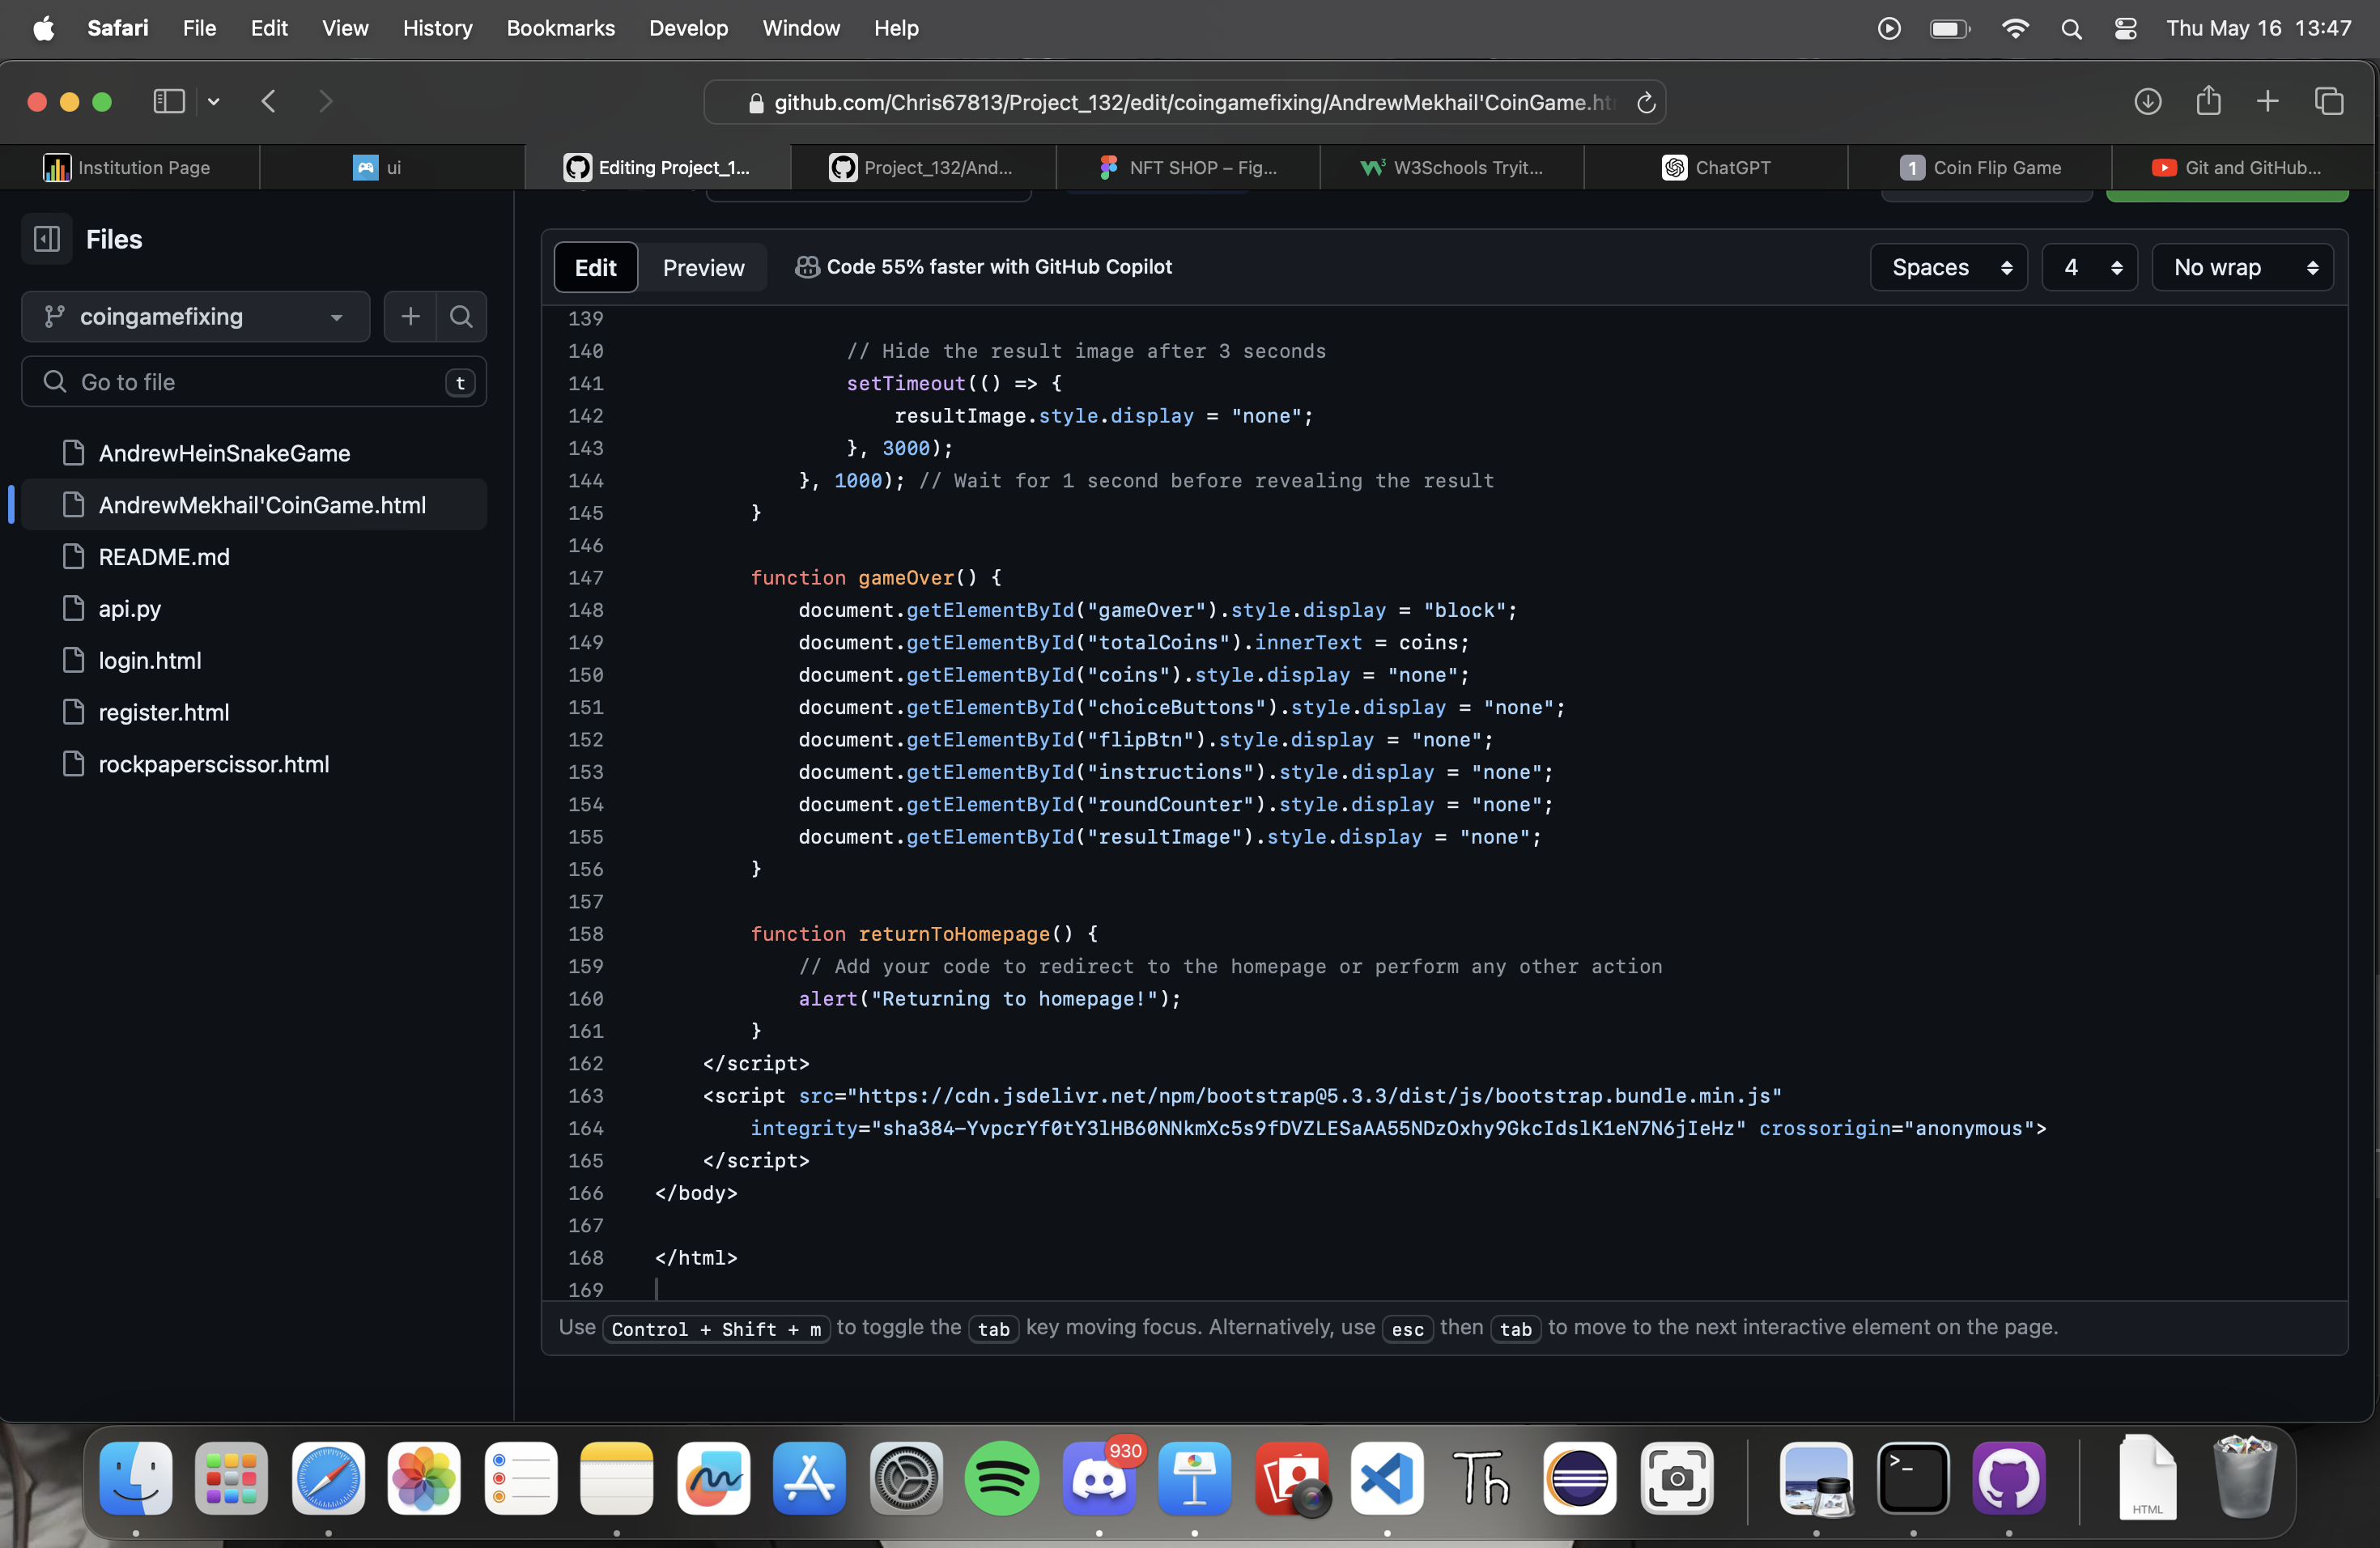 Safari File Edit View History Bookmarks Develop Window Help Thu May 16 13:47
github.com/Chris67813/Project_132/edit/coingamefixing/AndrewMekhail'CoinGame.ht
Institution Page ui Editing Project_1... Project_132/And... NFT SHOP – Fig... W3Schools Tryit... ChatGPT 1 Coin Flip Game Git and GitHub...
Files
coingamefixing
Go to file t
AndrewHeinSnakeGame
AndrewMekhail'CoinGame.html
README.md
api.py
login.html
register.html
rockpaperscissor.html
Edit Preview Code 55% faster with GitHub Copilot Spaces 4 No wrap
139
140 // Hide the result image after 3 seconds
141 setTimeout(() => {
142 resultImage.style.display = "none";
143 }, 3000);
144 }, 1000); // Wait for 1 second before revealing the result
145 }
146
147 function gameOver() {
148 document.getElementById("gameOver").style.display = "block";
149 document.getElementById("totalCoins").innerText = coins;
150 document.getElementById("coins").style.display = "none";
151 document.getElementById("choiceButtons").style.display = "none";
152 document.getElementById("flipBtn").style.display = "none";
153 document.getElementById("instructions").style.display = "none";
154 document.getElementById("roundCounter").style.display = "none";
155 document.getElementById("resultImage").style.display = "none";
156 }
157
158 function returnToHomepage() {
159 // Add your code to redirect to the homepage or perform any other action
160 alert("Returning to homepage!");
161 }
162 </script>
163 <script src="https://cdn.jsdelivr.net/npm/bootstrap@5.3.3/dist/js/bootstrap.bundle.min.js"
164 integrity="sha384-YvpcrYf0tY3lHB60NNkmXc5s9fDVZLESaAA55NDzOxhy9GkcIdslK1eN7N6jIeHz" crossorigin="anonymous">
165 </script>
166 </body>
167
168 </html>
169
Use Control + Shift + m to toggle the tab key moving focus. Alternatively, use esc then tab to move to the next interactive element on the page.
930
Th
>_
HTML